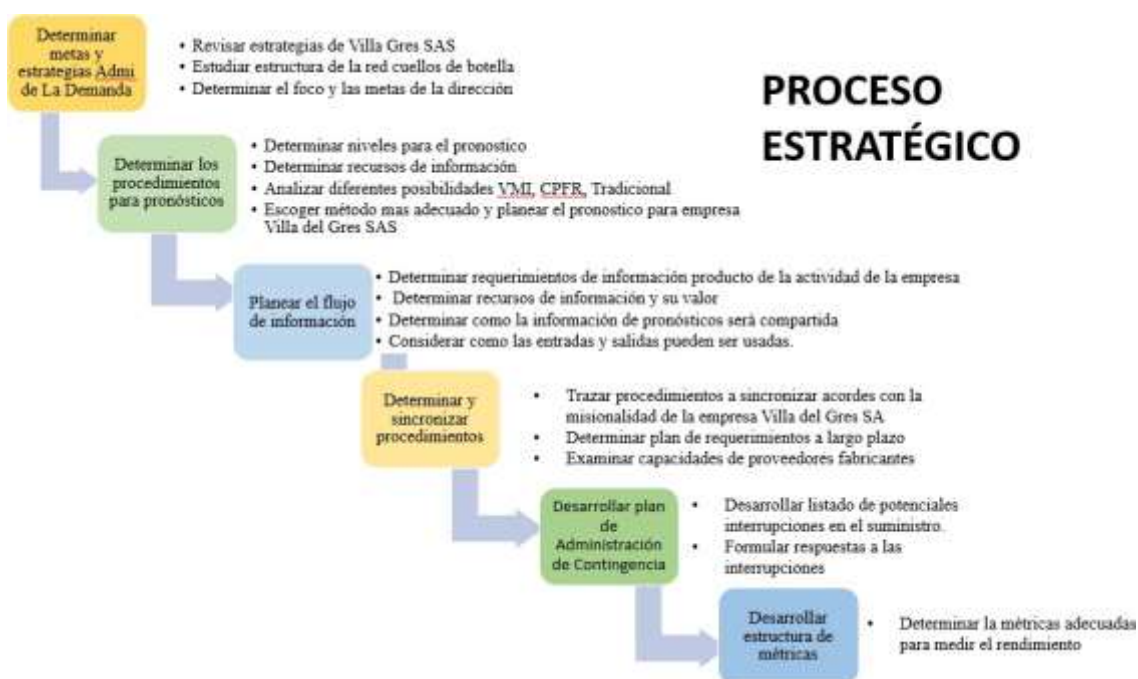 PROCESO
ESTRATÉGICO
Determinar
metas y
estrategias Admi
de La Demanda
• Revisar estrategias de Villa Gres SAS
• Estudiar estructura de la red cuellos de botella
• Determinar el foco y las metas de la dirección
Determinar los
procedimientos
para pronósticos
• Determinar niveles para el pronostico
• Determinar recursos de información
• Analizar diferentes posibilidades VMI, CPFR, Tradicional
• Escoger método mas adecuado y planear el pronostico para empresa
Villa del Gres SAS
Planear el flujo
de información
• Determinar requerimientos de información producto de la actividad de la empresa
• Determinar recursos de información y su valor
• Determinar como la información de pronósticos será compartida
• Considerar como las entradas y salidas pueden ser usadas.
Determinar y
sincronizar
procedimientos
• Trazar procedimientos a sincronizar acordes con la
misionalidad de la empresa Villa del Gres SA
• Determinar plan de requerimientos a largo plazo
• Examinar capacidades de proveedores fabricantes
Desarrollar plan
de
Administración
de Contingencia
• Desarrollar listado de potenciales
interrupciones en el suministro.
• Formular respuestas a las
interrupciones
Desarrollar
estructura de
métricas
• Determinar la métricas adecuadas
para medir el rendimiento